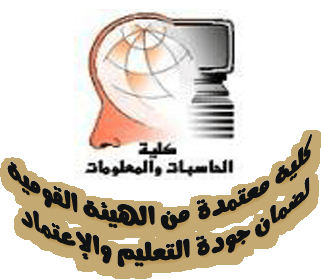 كلية
الحاسبات والمعلومات
كلية معتمدة من الهيئة القومية
لضمان جودة التعليم والإعتماد